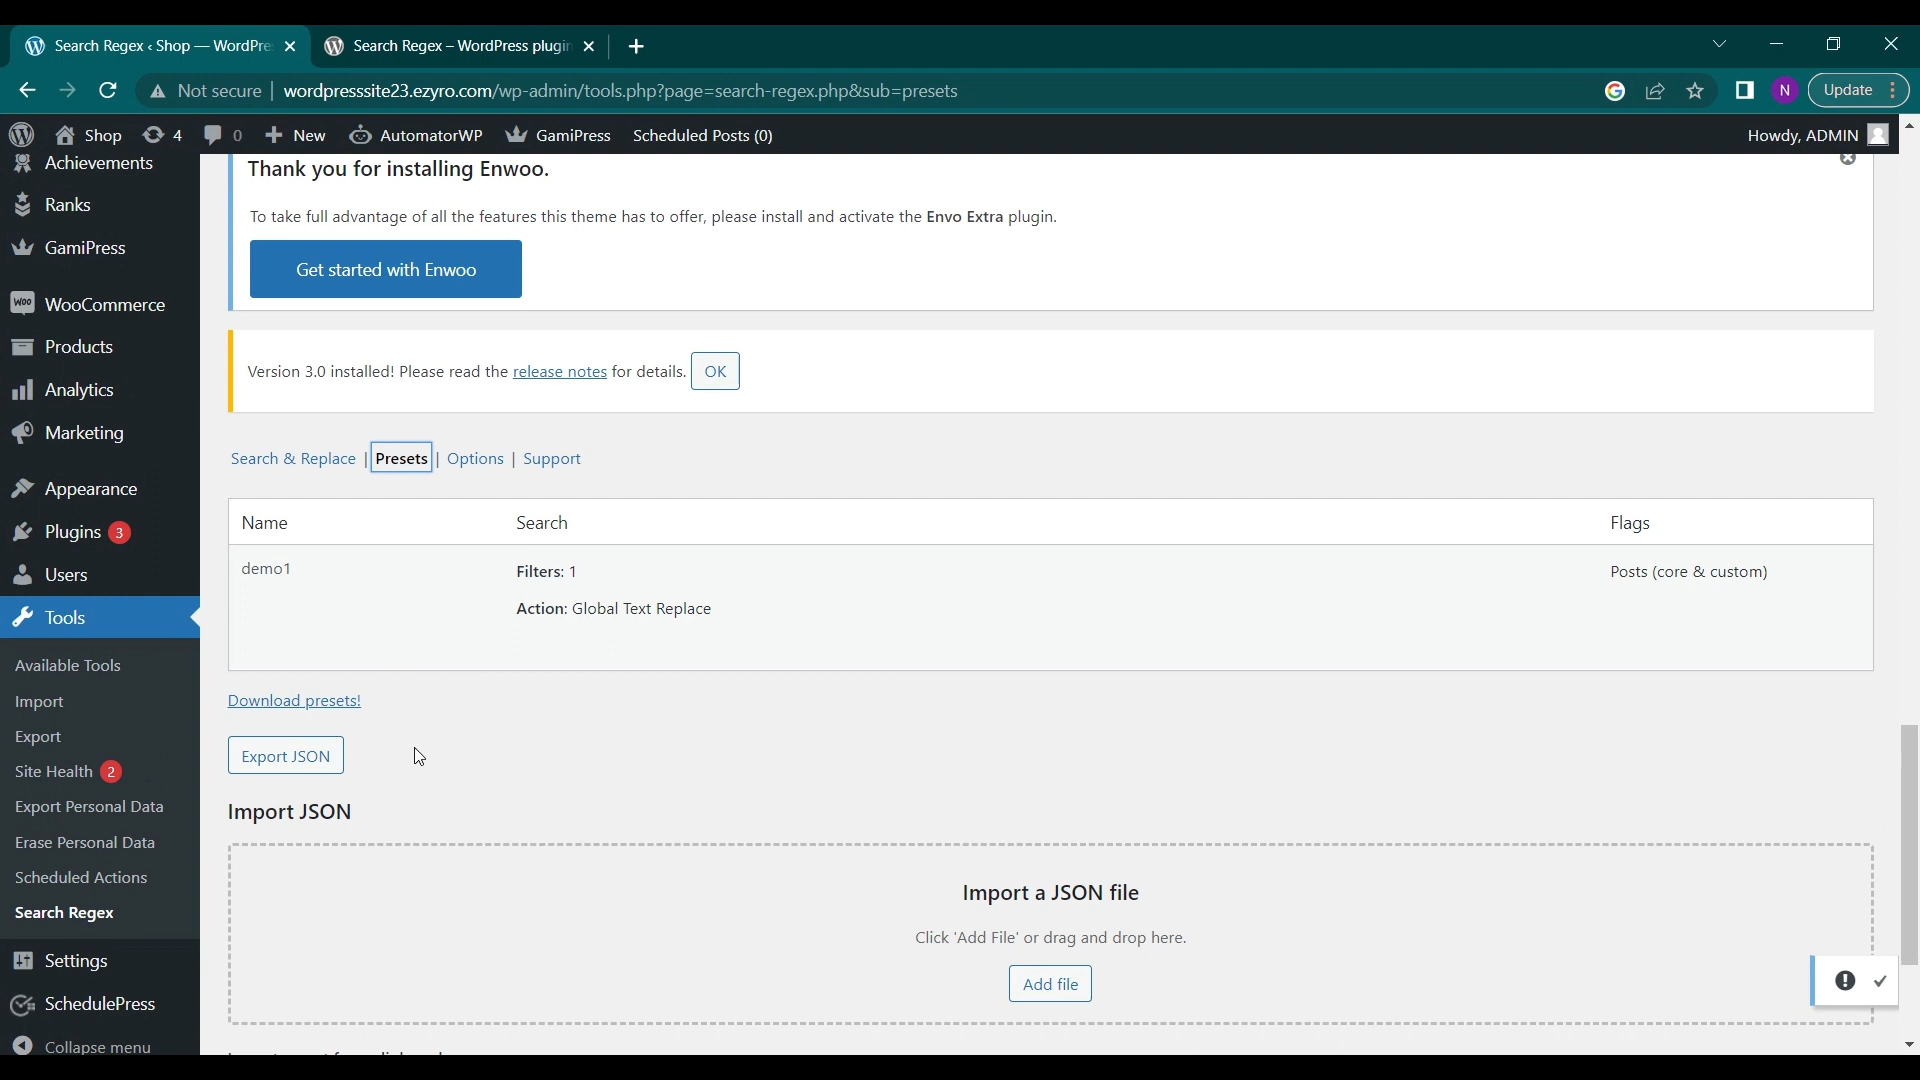 Search Regex ‹ Shop — WordPre
Search Regex – WordPress plugin
Not secure
wordpresssite23.ezyro.com/wp-admin/tools.php?page=search-regex.php&sub=presets
N
Update
Shop
4
0
New
AutomatorWP
GamiPress
Scheduled Posts (0)
Howdy, ADMIN
Achievements
Ranks
GamiPress
WOO
WooCommerce
Products
Analytics
Marketing
Appearance
Plugins 3
Users
Tools
Available Tools
Import
Export
Site Health 2
Export Personal Data
Erase Personal Data
Scheduled Actions
Search Regex
Settings
SchedulePress
Collapse menu
Thank you for installing Enwoo.
To take full advantage of all the features this theme has to offer, please install and activate the Envo Extra plugin.
Get started with Enwoo
Version 3.0 installed! Please read the release notes for details. OK
Search & Replace | Presets | Options | Support
Name Search Flags
demo1 Filters: 1 Posts (core & custom)
Action: Global Text Replace
Download presets!
Export JSON
Import JSON
Import a JSON file
Click 'Add File' or drag and drop here.
Add file